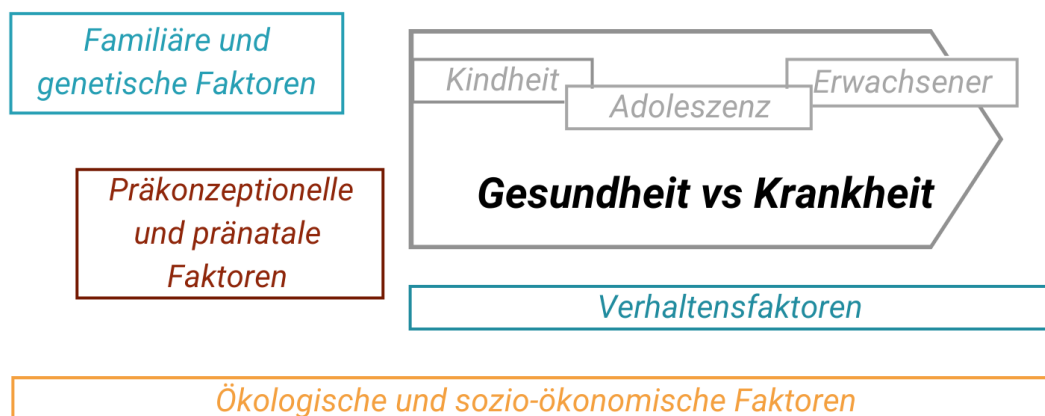 Familiäre und
genetische Faktoren
Kindheit
Adoleszenz
Erwachsener
Gesundheit vs Krankheit
Präkonzeptionelle
und pränatale
Faktoren
Verhaltensfaktoren
Ökologische und sozio-ökonomische Faktoren